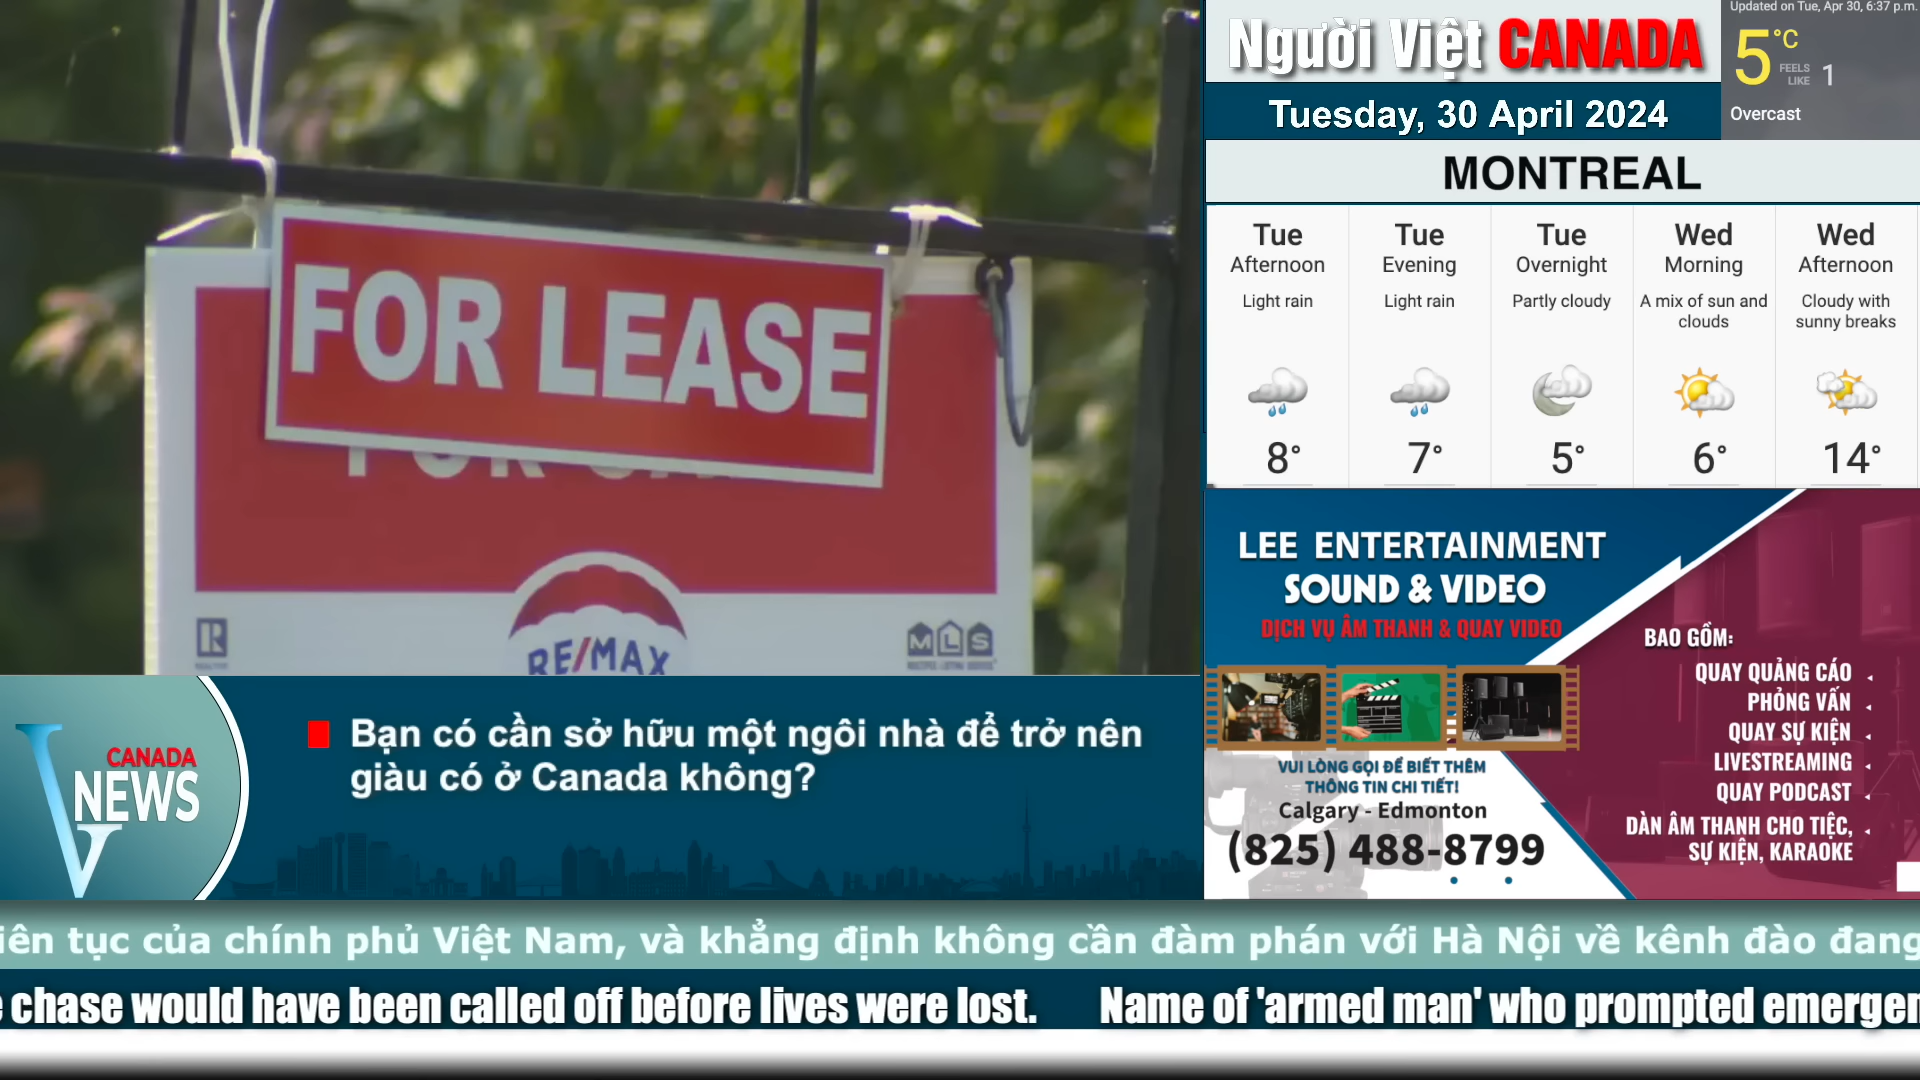 FOR LEASE
R
MLS
RE/MAX
CANADA
NEWS
Bạn có cần sở hữu một ngôi nhà để trở nên
giàu có ở Canada không?
Người Việt CANADA
Tuesday, 30 April 2024
Updated on Tue, Apr 30, 6:37 p.m.
5°C
FEELS
LIKE 1
Overcast
MONTREAL
Tue Tue Tue Wed Wed
Afternoon Evening Overnight Morning Afternoon
Light rain Light rain Partly cloudy A mix of sun and Cloudy with
clouds sunny breaks
8° 7° 5° 6° 14°
LEE ENTERTAINMENT
SOUND & VIDEO
DỊCH VỤ ÂM THANH & QUAY VIDEO
VUI LÒNG GỌI ĐỂ BIẾT THÊM
THÔNG TIN CHI TIẾT!
Calgary - Edmonton
(825) 488-8799
BAO GỒM:
QUAY QUẢNG CÁO
PHỎNG VẤN
QUAY SỰ KIỆN
LIVESTREAMING
QUAY PODCAST
DÀN ÂM THANH CHO TIỆC,
SỰ KIỆN, KARAOKE
iên tục của chính phủ Việt Nam, và khẳng định không cần đàm phán với Hà Nội về kênh đào đang
chase would have been called off before lives were lost. Name of 'armed man' who prompted emergen